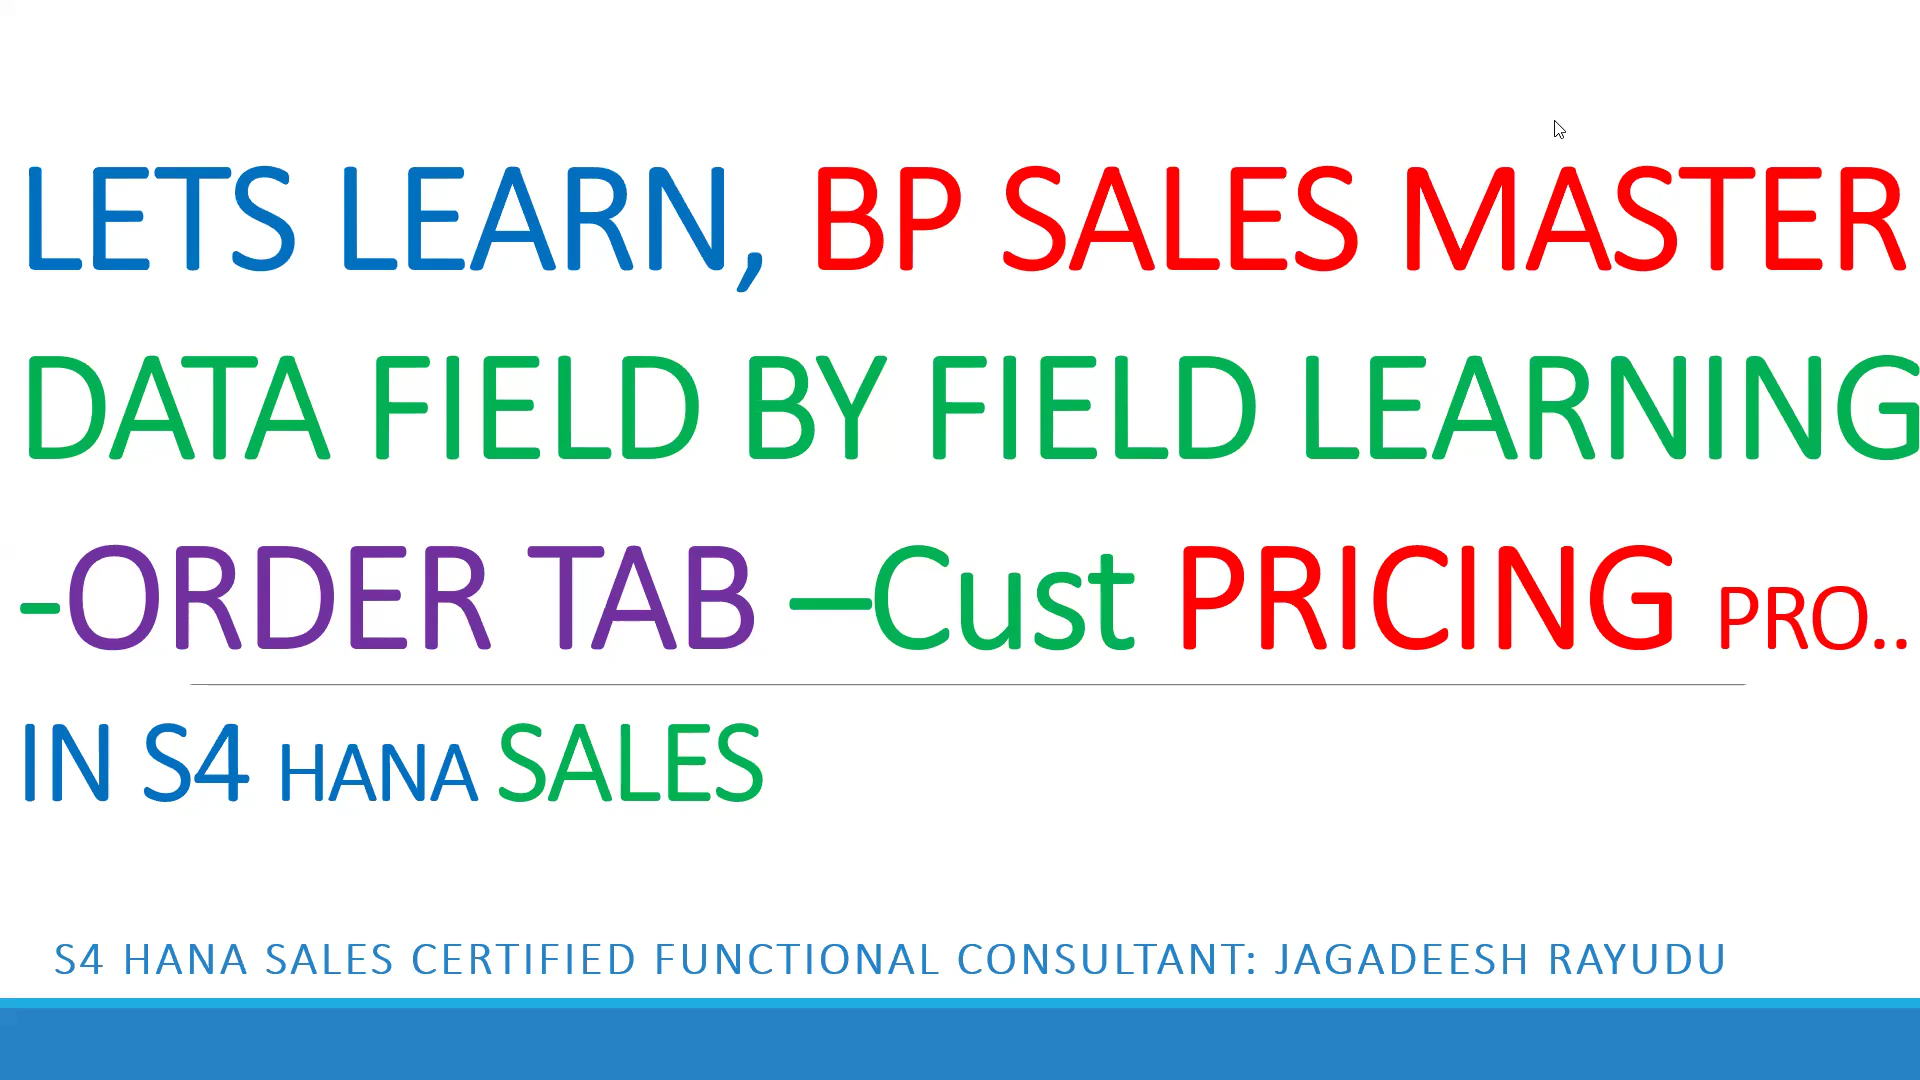 LETS LEARN, BP SALES MASTER
DATA FIELD BY FIELD LEARNING
-ORDER TAB –Cust PRICING PRO..
IN S4 HANA SALES
S4 HANA SALES CERTIFIED FUNCTIONAL CONSULTANT: JAGADEESH RAYUDU